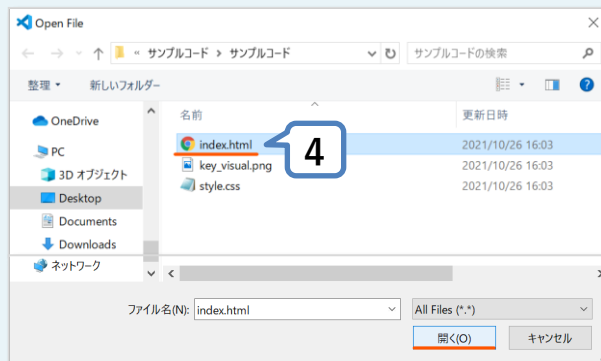 Open File
« サンプルコード › サンプルコード
サンプルコードの検索
整理
新しいフォルダー
名前
更新日時
OneDrive
PC
3D オブジェクト
Desktop
Documents
Downloads
ネットワーク
index.html
2021/10/26 16:03
key_visual.png
2021/10/26 16:03
style.css
2021/10/26 16:03
4
ファイル名(N):
index.html
All Files (*.*)
開く(O)
キャンセル